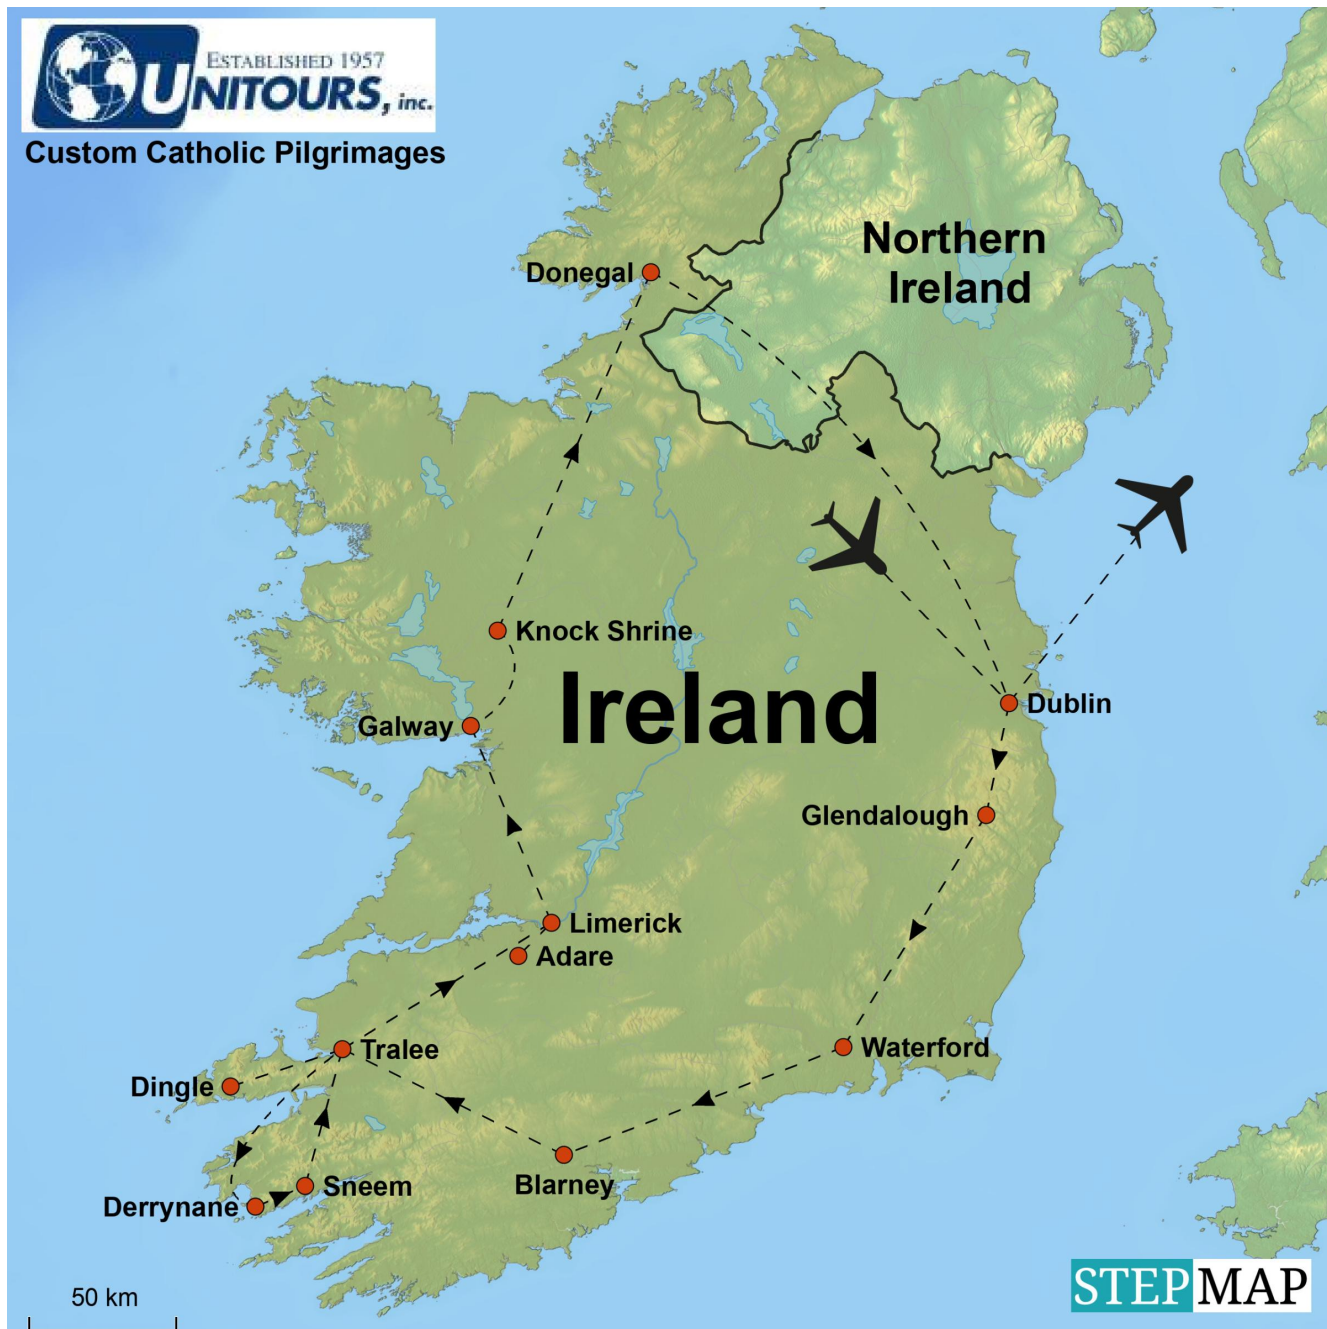 ESTABLISHED 1957
UNITOURS, inc.
Custom Catholic Pilgrimages
Northern
Ireland
Donegal
Knock Shrine
Ireland
Galway
Dublin
Glendalough
Limerick
Adare
Waterford
Tralee
Dingle
Blarney
Sneem
Derrynane
50 km
STEPMAP